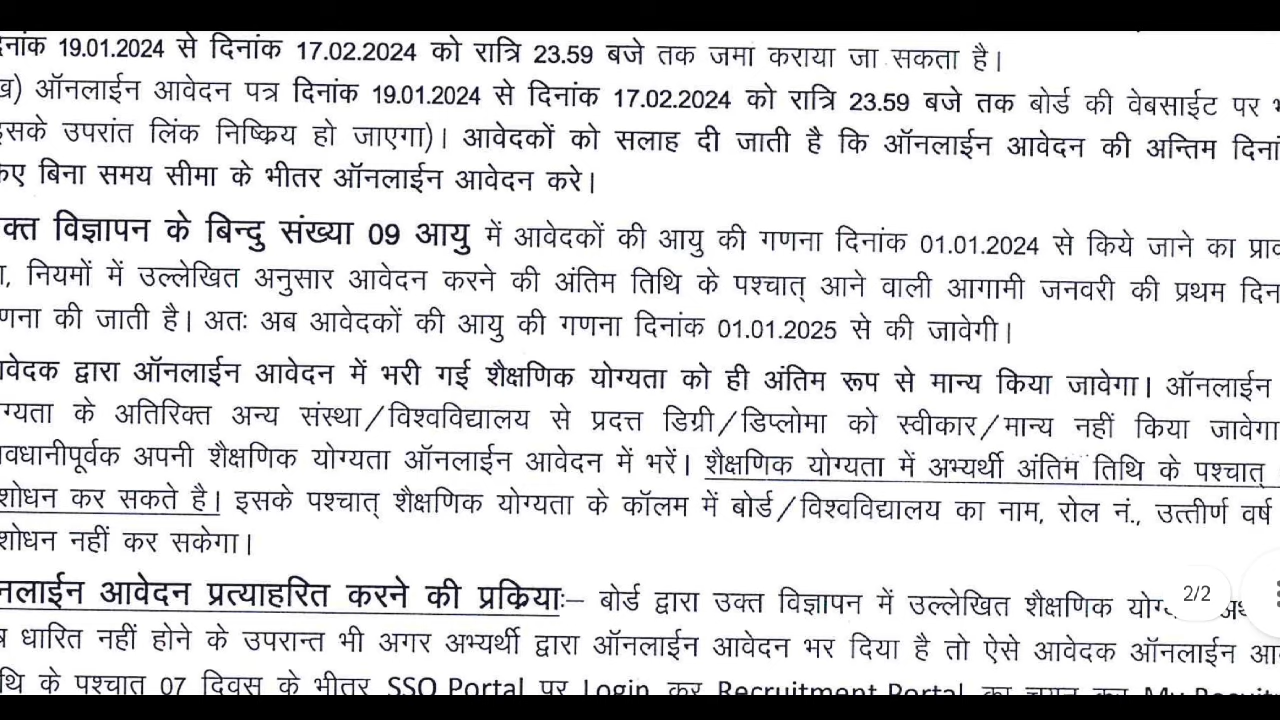 दिनांक 19.01.2024 से दिनांक 17.02.2024 को रात्रि 23.59 बजे तक जमा कराया जा सकता है।
ख) ऑनलाईन आवेदन पत्र दिनांक 19.01.2024 से दिनांक 17.02.2024 को रात्रि 23.59 बजे तक बोर्ड की वेबसाईट पर
इसके उपरांत लिंक निष्क्रिय हो जाएगा)। आवेदकों को सलाह दी जाती है कि ऑनलाईन आवेदन की अन्तिम
बिना समय सीमा के भीतर ऑनलाईन आवेदन करे।
क्त विज्ञापन के बिन्दु संख्या 09 आयु में आवेदकों की आयु की गणना दिनांक 01.01.2024 से किये जाने का
नियमों में उल्लेखित अनुसार आवेदन करने की अंतिम तिथि के पश्चात् आने वाली आगामी जनवरी की प्रथम
णना की जाती है। अतः अब आवेदकों की आयु की गणना दिनांक 01.01.2025 से की जावेगी।
वेदक द्वारा ऑनलाईन आवेदन में भरी गई शैक्षणिक योग्यता को ही अंतिम रूप से मान्य किया जावेगा। ऑनलाईन
ग्यता के अतिरिक्त अन्य संस्था/विश्वविद्यालय से प्रदत्त डिग्री/डिप्लोमा को स्वीकार/मान्य नहीं किया जावेगा
वधानीपूर्वक अपनी शैक्षणिक योग्यता ऑनलाईन आवेदन में भरें। शैक्षणिक योग्यता में अभ्यर्थी अंतिम तिथि के पश्चात्
शोधन कर सकते है। इसके पश्चात् शैक्षणिक योग्यता के कॉलम में बोर्ड/विश्वविद्यालय का नाम, रोल नं., उत्तीर्ण वर्ष
शोधन नहीं कर सकेगा।
नलाईन आवेदन प्रत्याहरित करने की प्रक्रियाः– बोर्ड द्वारा उक्त विज्ञापन में उल्लेखित शैक्षणिक
धारित नहीं होने के उपरान्त भी अगर अभ्यर्थी द्वारा ऑनलाईन आवेदन भर दिया है तो ऐसे आवेदक ऑनलाईन
थि के पश्चात 07 दिवस के भीतर SSO Portal पर Login कर Recruitment Portal का चयन कर My
2/2